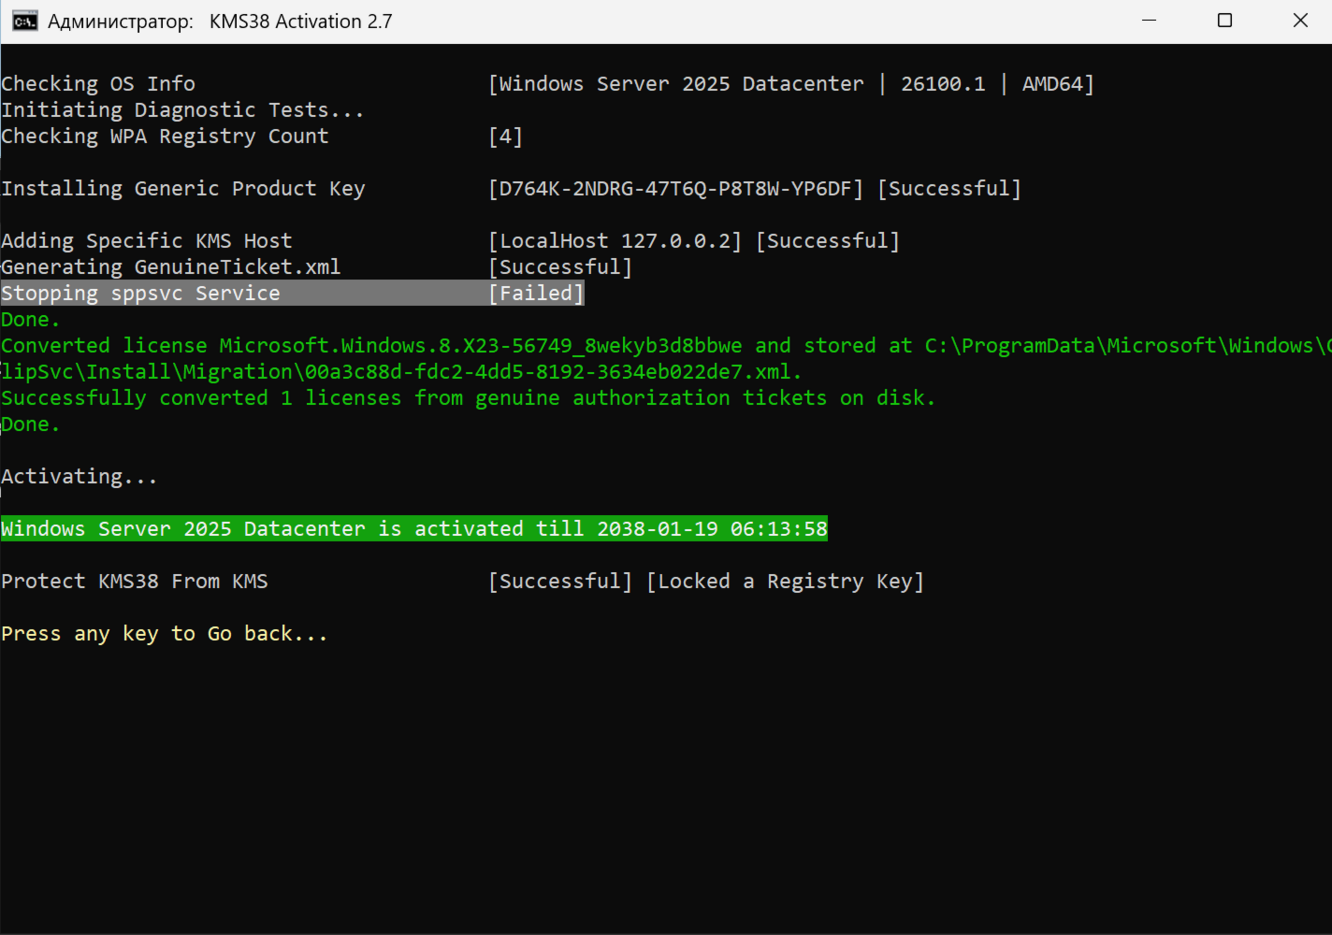 Администратор: KMS38 Activation 2.7
Checking OS Info [Windows Server 2025 Datacenter | 26100.1 | AMD64]
Initiating Diagnostic Tests...
Checking WPA Registry Count [4]
Installing Generic Product Key [D764K-2NDRG-47T6Q-P8T8W-YP6DF] [Successful]
Adding Specific KMS Host [LocalHost 127.0.0.2] [Successful]
Generating GenuineTicket.xml [Successful]
Stopping sppsvc Service [Failed]
Done.
Converted license Microsoft.Windows.8.X23-56749_8wekyb3d8bbwe and stored at C:\ProgramData\Microsoft\Windows\C
lipSvc\Install\Migration\00a3c88d-fdc2-4dd5-8192-3634eb022de7.xml.
Successfully converted 1 licenses from genuine authorization tickets on disk.
Done.
Activating...
Windows Server 2025 Datacenter is activated till 2038-01-19 06:13:58
Protect KMS38 From KMS [Successful] [Locked a Registry Key]
Press any key to Go back...